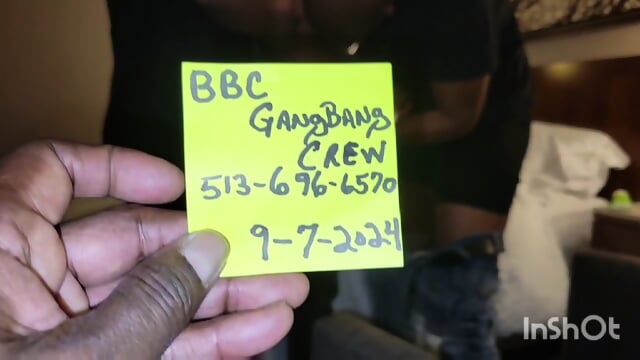 BBC
GANgBANg
CREW
513-696-6570
9-7-2024
InShOt